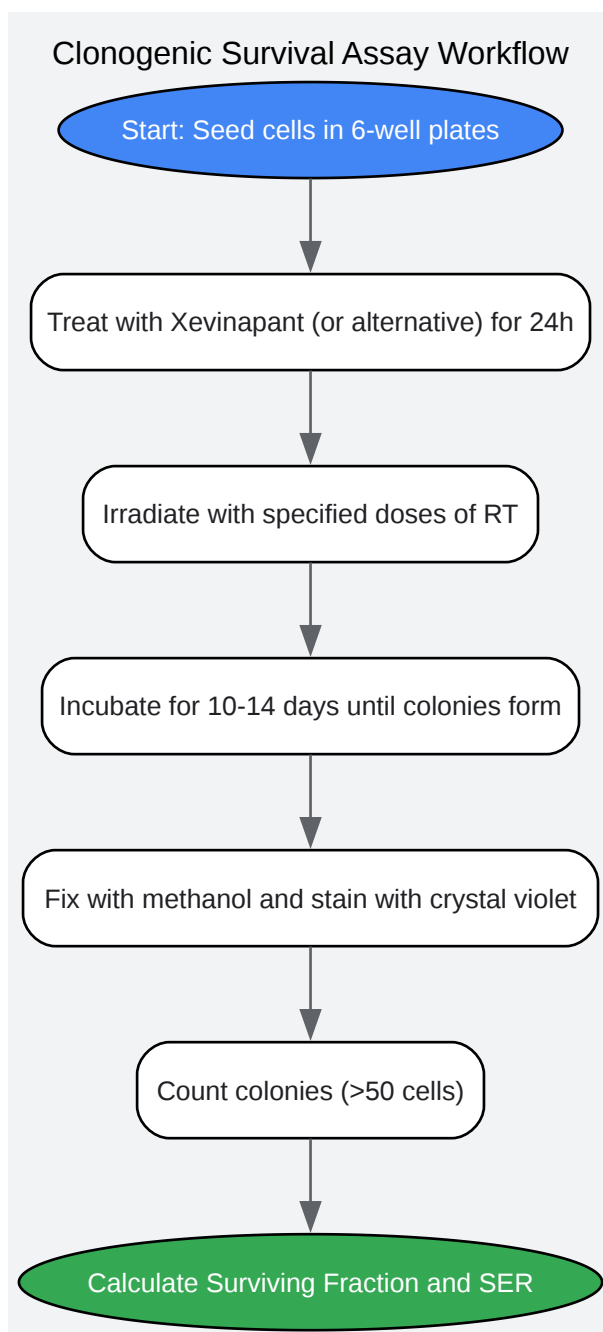 Clonogenic Survival Assay Workflow
Start: Seed cells in 6-well plates
Treat with Xevinapant (or alternative) for 24h
Irradiate with specified doses of RT
Incubate for 10-14 days until colonies form
Fix with methanol and stain with crystal violet
Count colonies (>50 cells)
Calculate Surviving Fraction and SER